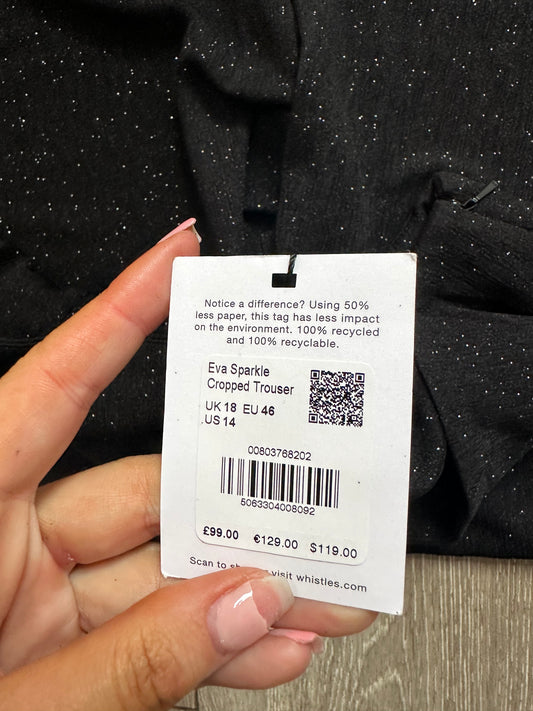 Notice a difference? Using 50%
less paper, this tag has less impact
on the environment. 100% recycled
and 100% recyclable.
Eva Sparkle
Cropped Trouser
UK 18 EU 46
US 14
00803768202
5063304008092
£99.00 €129.00 $119.00
Scan to visit whistles.com